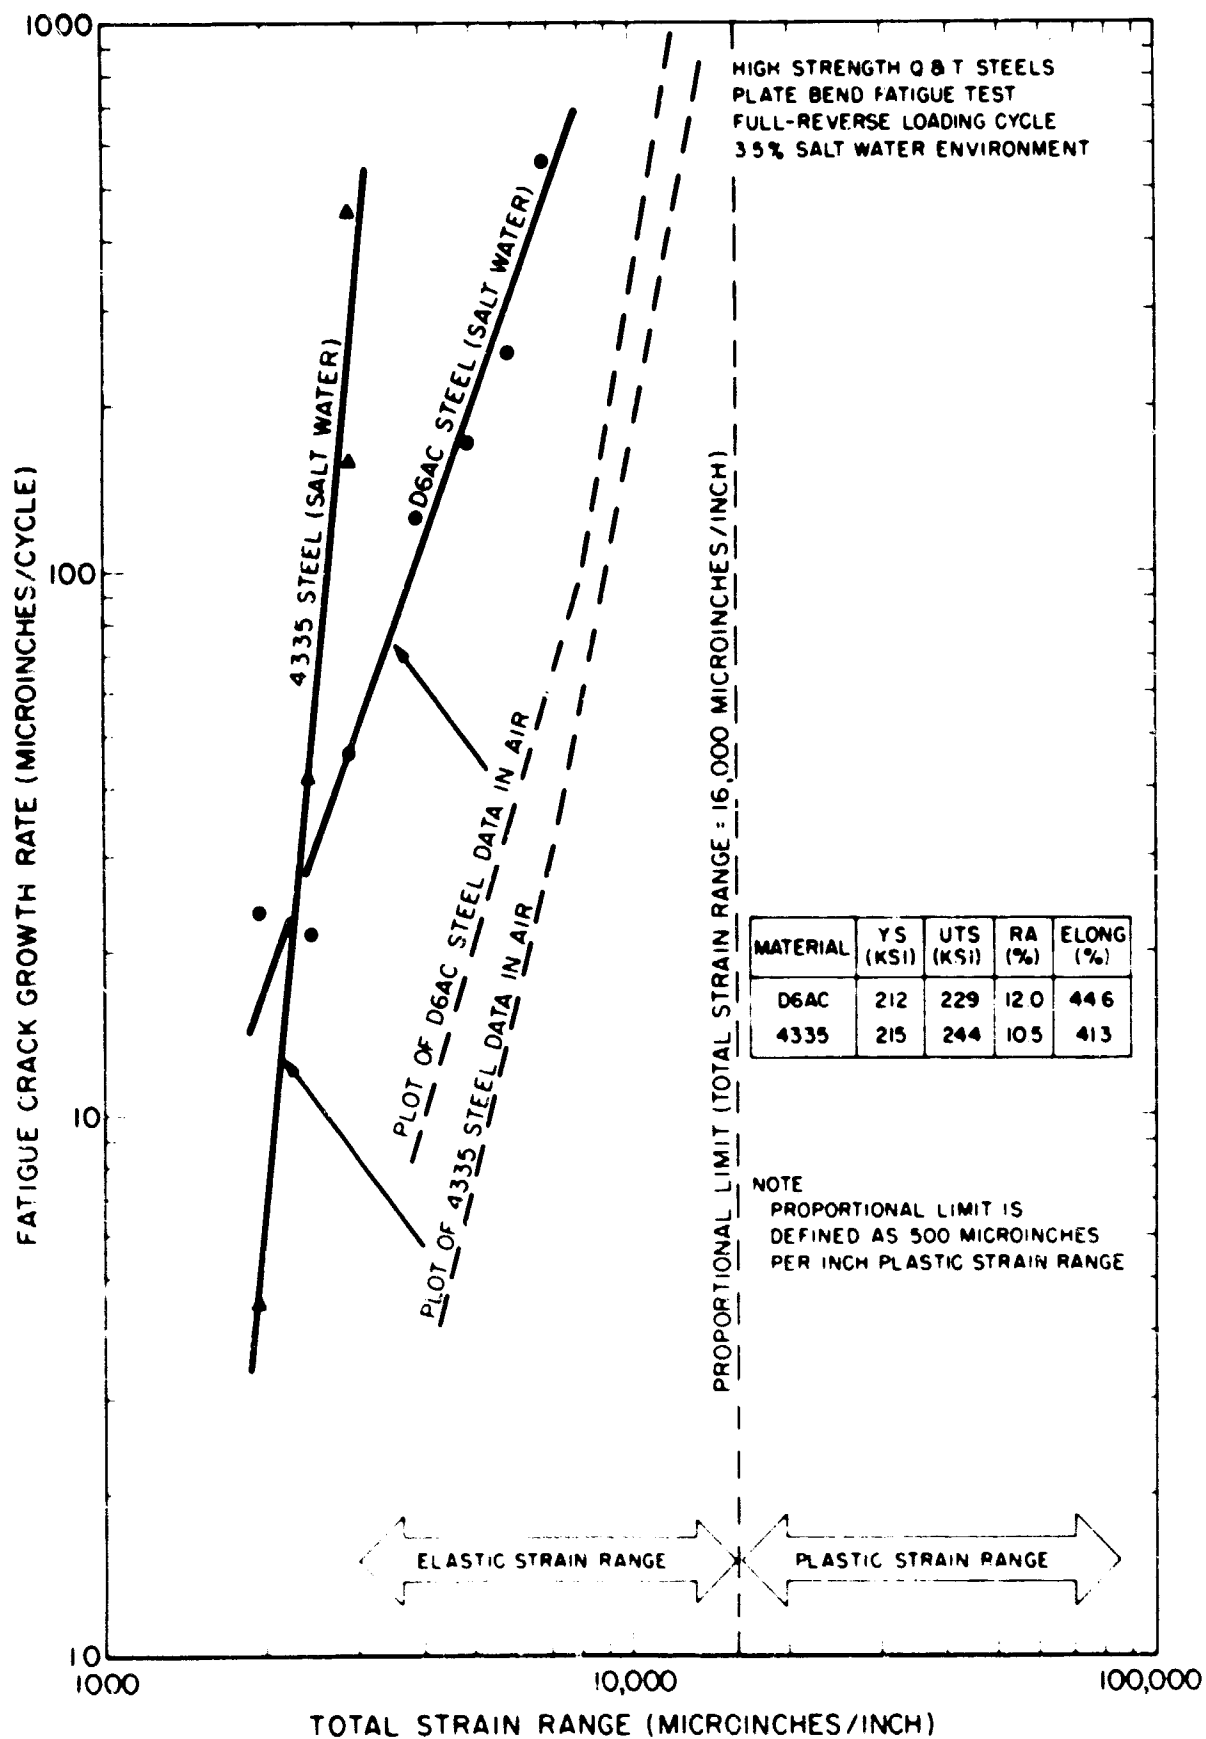 1000
HIGH STRENGTH Q & T STEELS
PLATE BEND FATIGUE TEST
FULL-REVERSE LOADING CYCLE
3 5% SALT WATER ENVIRONMENT
4335 STEEL (SALT WATER)
D6AC STEEL (SALT WATER)
FATIGUE CRACK GROWTH RATE (MICROINCHES/CYCLE)
100
PLOT OF D6AC STEEL DATA IN AIR
PLOT OF 4335 STEEL DATA IN AIR
PROPORTIONAL LIMIT (TOTAL STRAIN RANGE = 16,000 MICROINCHES/INCH)
MATERIAL YS (KSI) UTS (KSI) RA (%) ELONG (%)
D6AC 212 229 12.0 44 6
4335 215 244 10 5 41 3
10
NOTE
PROPORTIONAL LIMIT IS
DEFINED AS 500 MICROINCHES
PER INCH PLASTIC STRAIN RANGE
ELASTIC STRAIN RANGE
PLASTIC STRAIN RANGE
1 0
1000
10,000
100,000
TOTAL STRAIN RANGE (MICROINCHES/INCH)